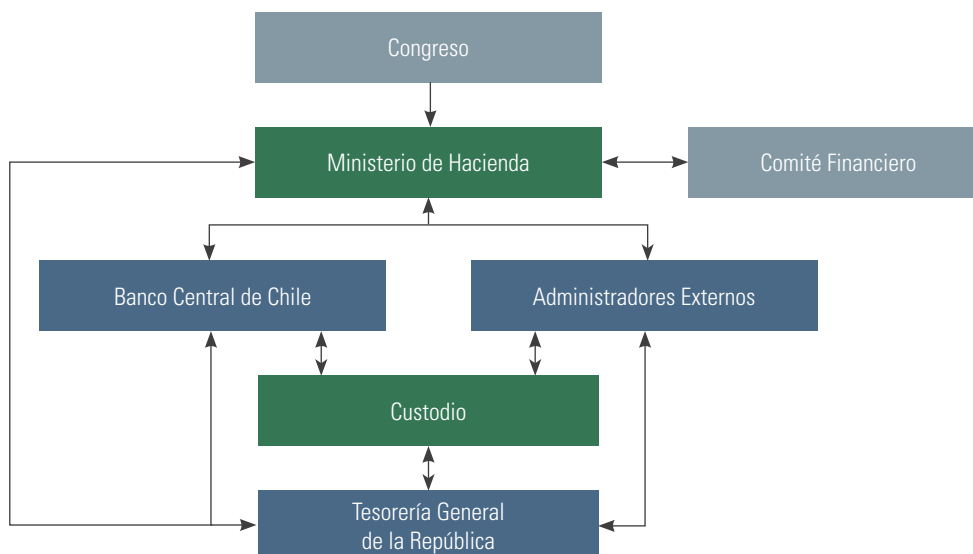 Congreso
Ministerio de Hacienda
Comité Financiero
Banco Central de Chile
Administradores Externos
Custodio
Tesorería General
de la República